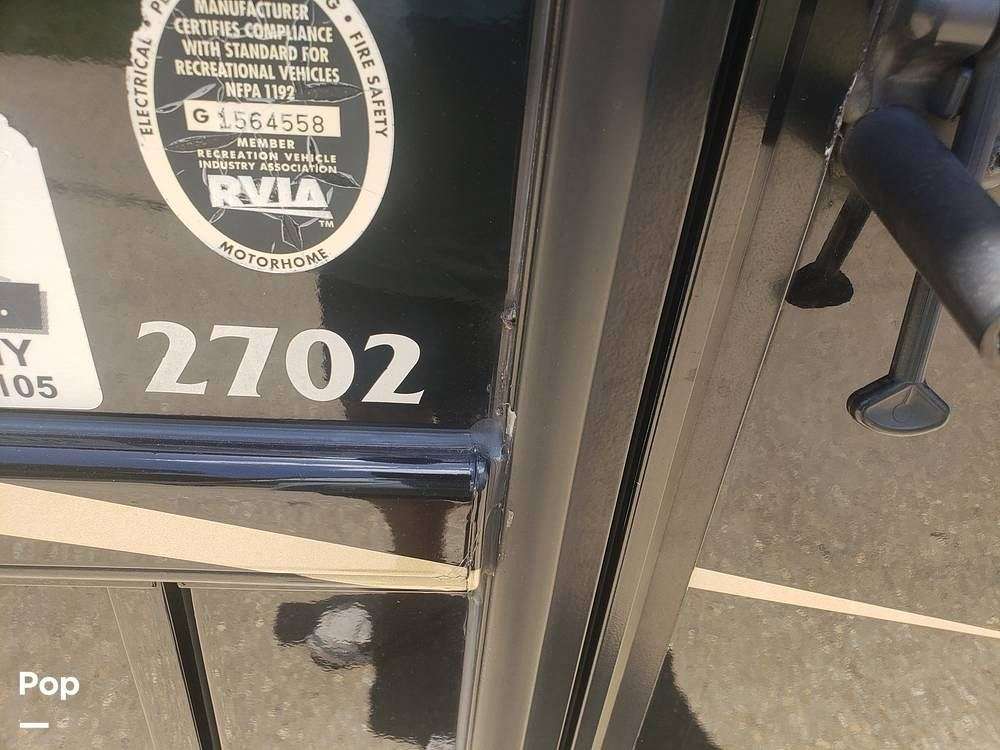 MANUFACTURER
CERTIFIES COMPLIANCE
WITH STANDARD FOR
RECREATIONAL VEHICLES
NFPA 1192
G 1564558
MEMBER
RECREATION VEHICLE
INDUSTRY ASSOCIATION
RVIA
TM
ELECTRICAL •
• FIRE SAFETY
MOTORHOME
2702
105
Pop